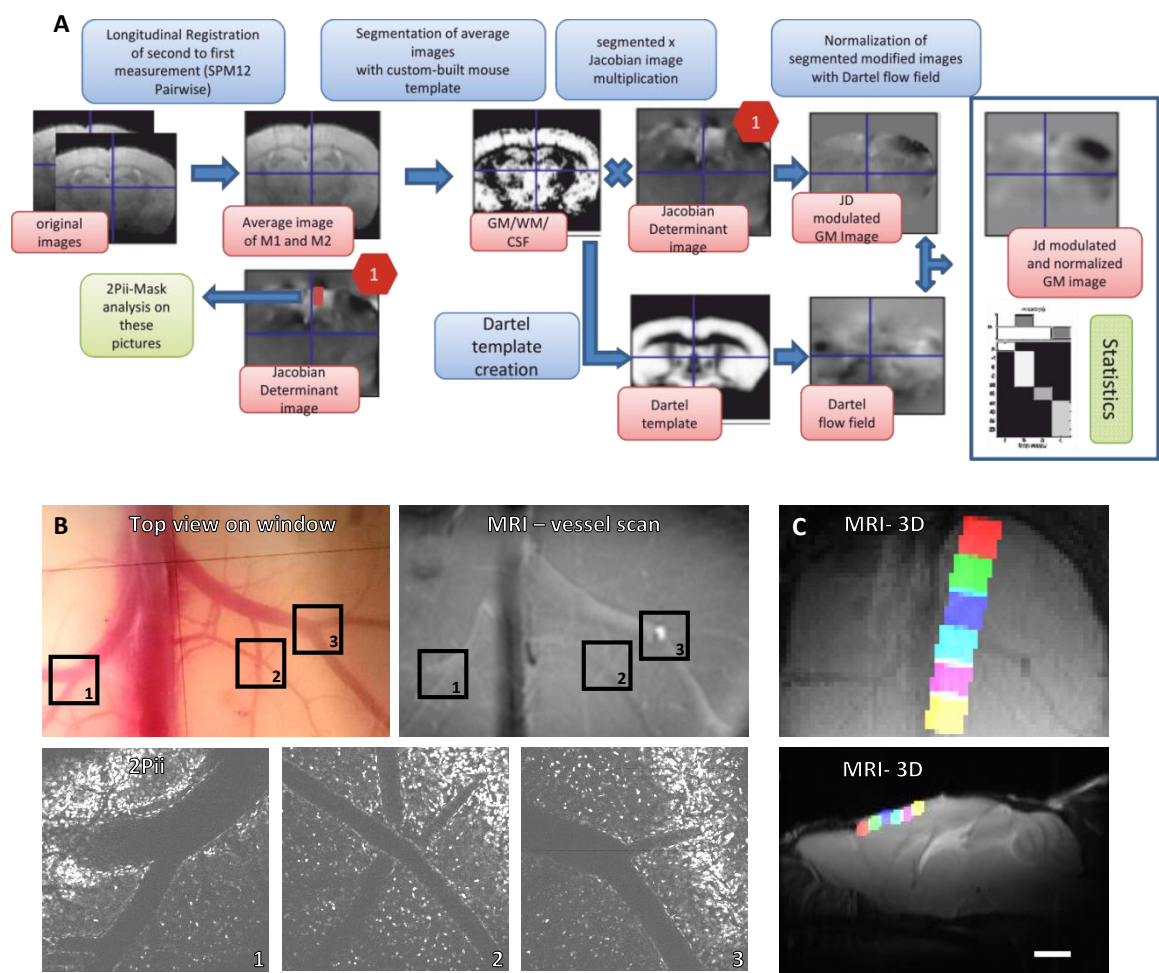 A
Longitudinal Registration
of second to first
measurement (SPM12
Pairwise)
Segmentation of average
images
with custom-built mouse
template
segmented x
Jacobian image
multiplication
Normalization of
segmented modified images
with Dartel flow field
original
images
Average image
of M1 and M2
GM/WM/
CSF
1
Jacobian
Determinant
image
JD
modulated
GM Image
Jd modulated
and normalized
GM image
2Pii-Mask
analysis on
these
pictures
1
Jacobian
Determinant
image
Dartel
template
creation
Dartel
template
Dartel
flow field
Statistics
B
Top view on window
1
2
3
MRI – vessel scan
1
2
3
2Pii
1
2
3
C
MRI- 3D
MRI- 3D